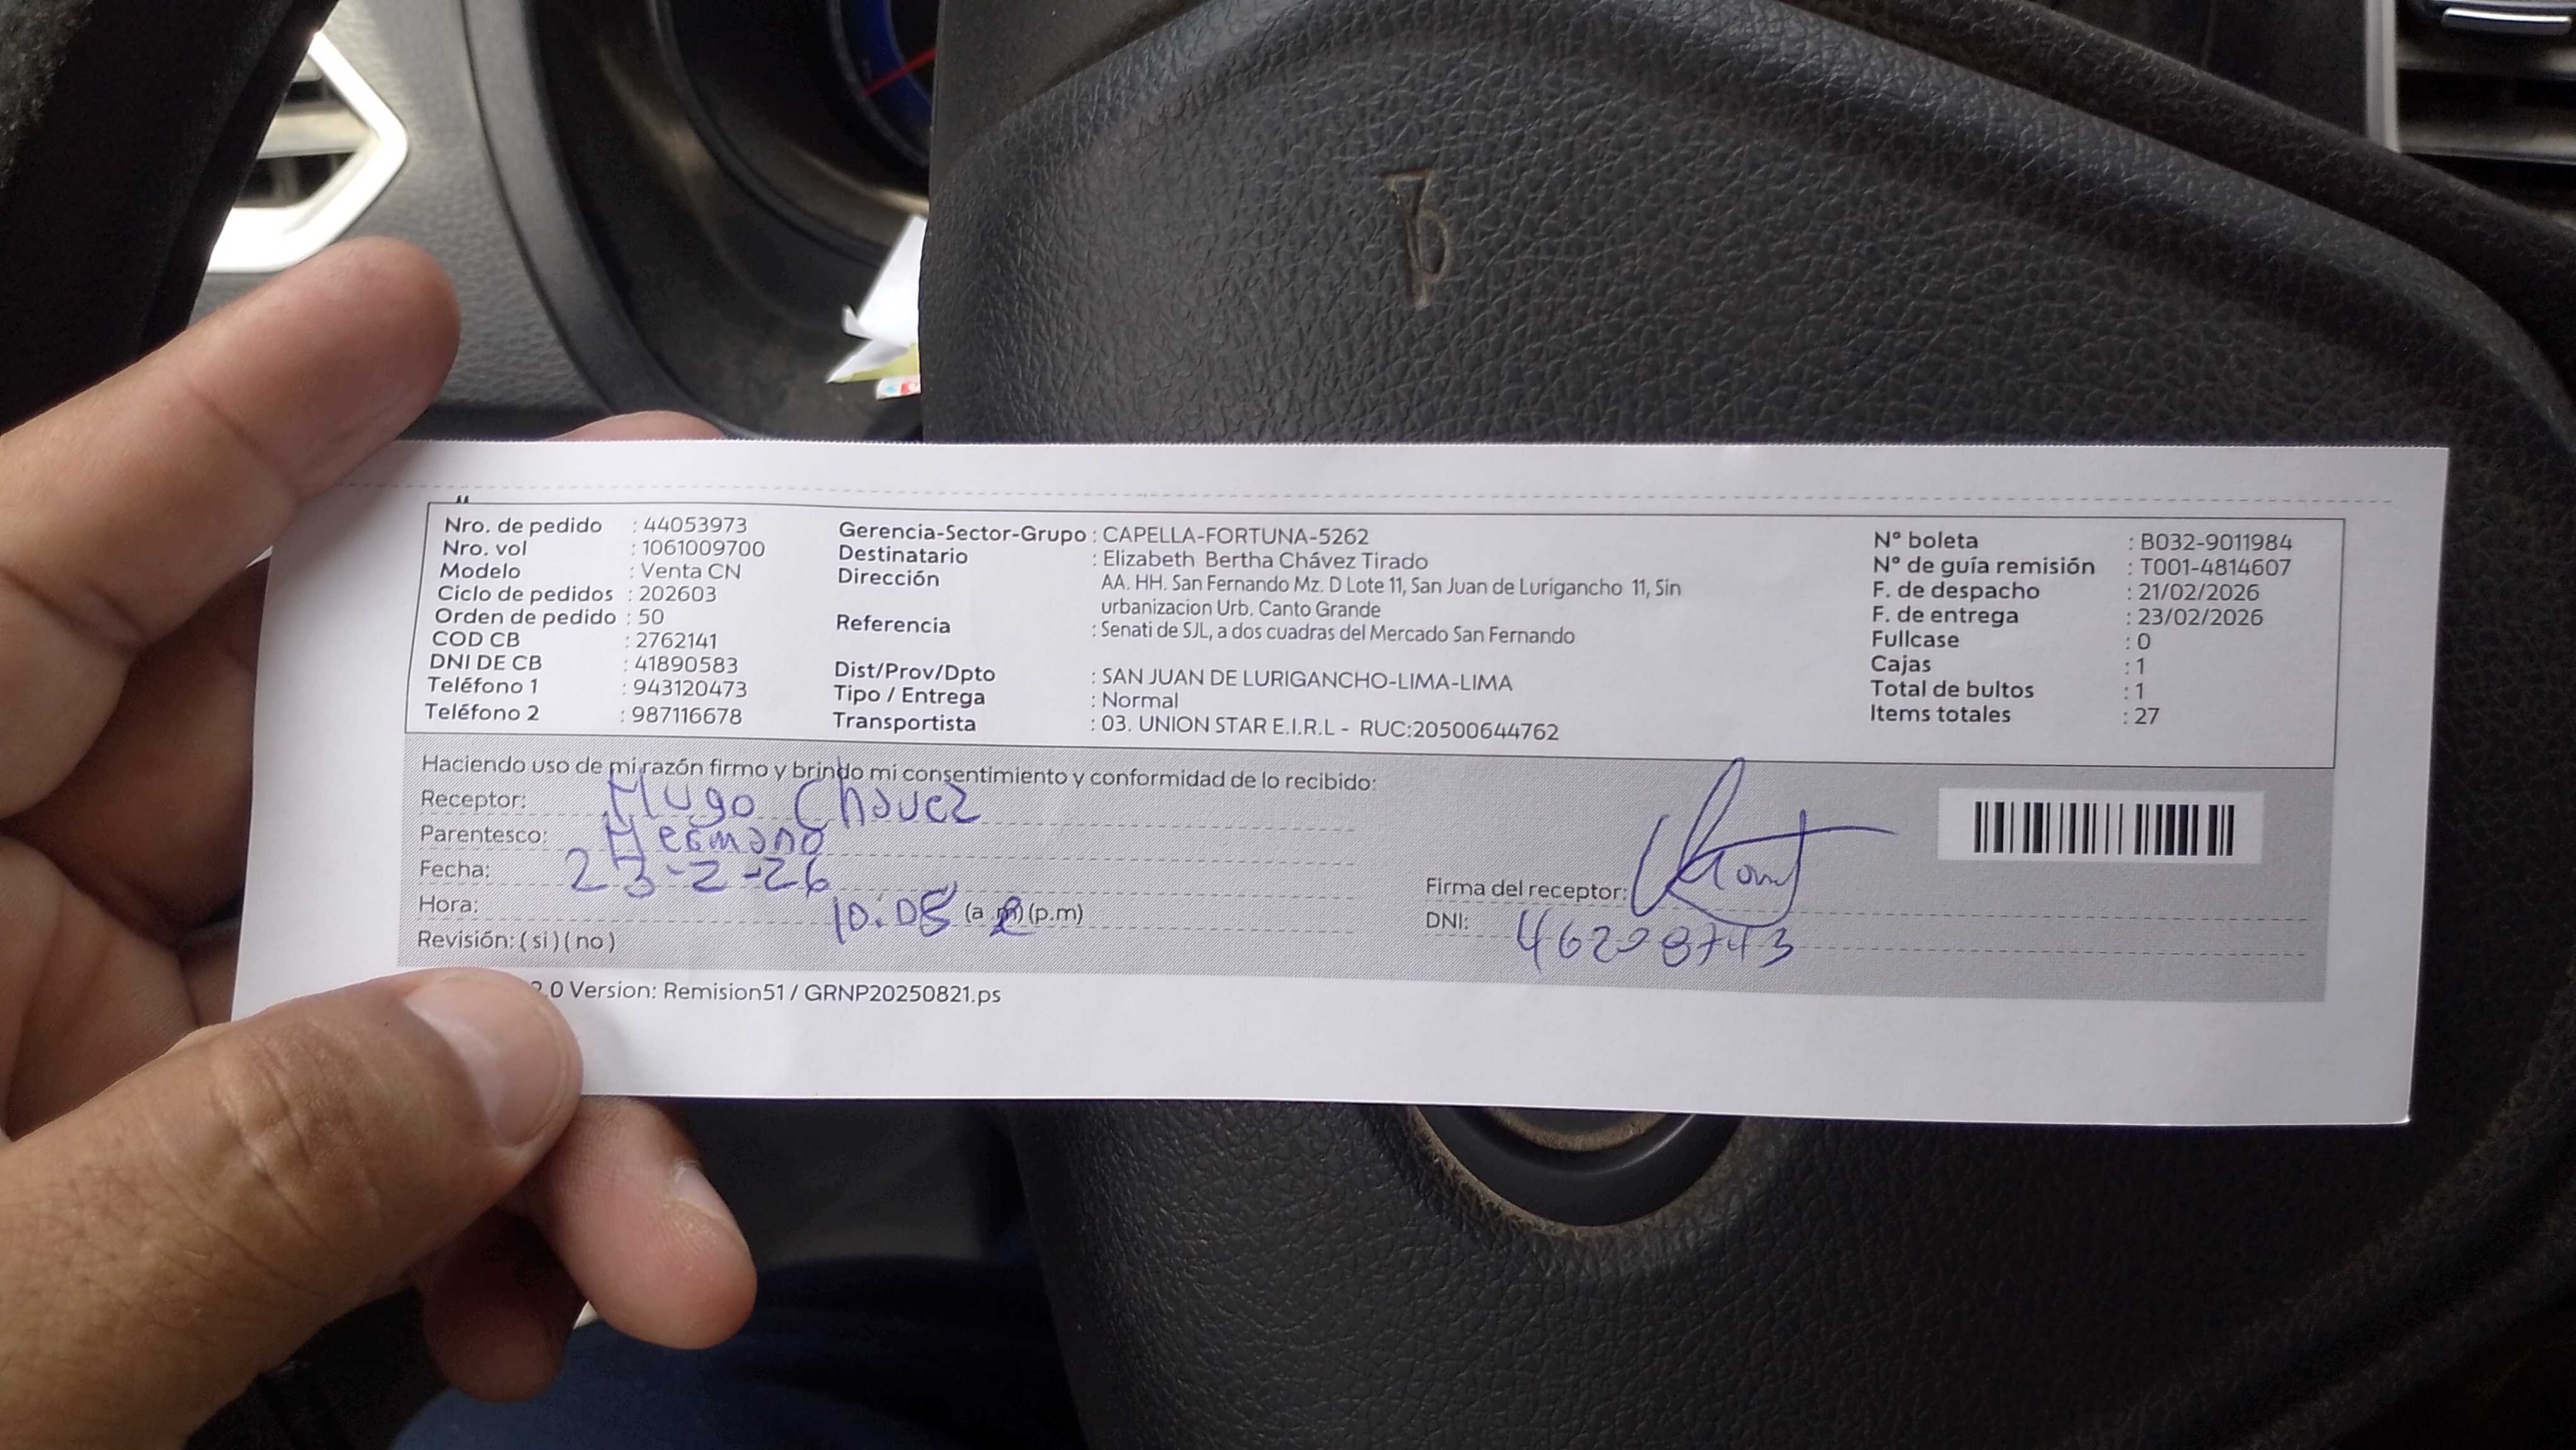 Nro. de pedido : 44053973
Nro. vol : 1061009700
Modelo : Venta CN
Ciclo de pedidos : 202603
Orden de pedido : 50
COD CB : 2762141
DNI DE CB : 41890583
Teléfono 1 : 943120473
Teléfono 2 : 987116678
Gerencia-Sector-Grupo : CAPELLA-FORTUNA-5262
Destinatario : Elizabeth Bertha Chávez Tirado
Dirección AA. HH. San Fernando Mz. D Lote 11, San Juan de Lurigancho 11, Sin
urbanizacion Urb. Canto Grande
Referencia : Senati de SJL, a dos cuadras del Mercado San Fernando
Dist/Prov/Dpto : SAN JUAN DE LURIGANCHO-LIMA-LIMA
Tipo / Entrega : Normal
Transportista : 03. UNION STAR E.I.R.L - RUC:20500644762
N° boleta : B032-9011984
N° de guía remisión : T001-4814607
F. de despacho : 21/02/2026
F. de entrega : 23/02/2026
Fullcase : 0
Cajas : 1
Total de bultos : 1
Items totales : 27
Haciendo uso de mi razón firmo y brindo mi consentimiento y conformidad de lo recibido:
Receptor: Hugo Chavez
Parentesco: Hermano
Fecha: 23-2-26
Hora: 10:05 (a.m) (p.m)
Revisión: ( si ) ( no )
Firma del receptor:
DNI: 46208743
2.0 Version: Remision51 / GRNP20250821.ps